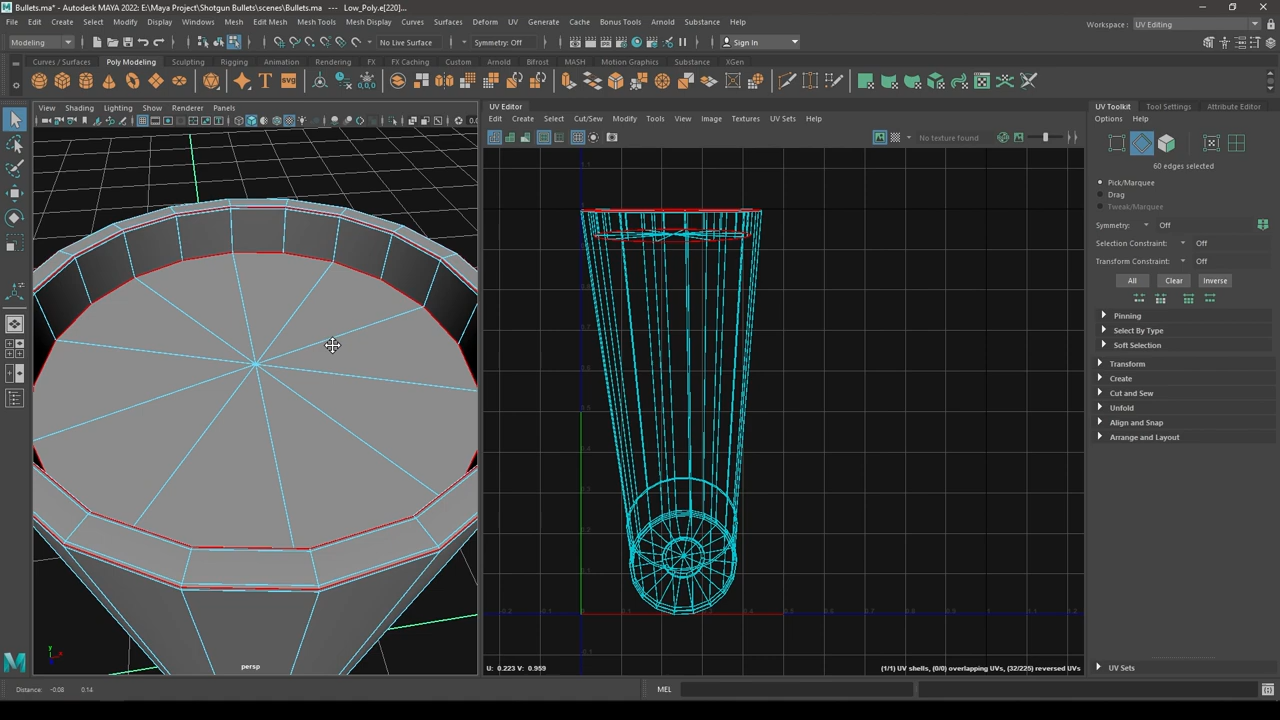 Bullets.ma* - Autodesk MAYA 2022: E:\Maya Project\Shotgun Bullets\scenes\Bullets.ma --- Low_Poly.e[220]...
File Edit Create Select Modify Display Windows Mesh Edit Mesh Mesh Tools Mesh Display Curves Surfaces Deform UV Generate Cache Bonus Tools Arnold Substance Help
Workspace : UV Editing
Modeling No Live Surface Symmetry: Off Sign In
Curves / Surfaces Poly Modeling Sculpting Rigging Animation Rendering FX FX Caching Custom Arnold Bifrost MASH Motion Graphics Substance XGen
View Shading Lighting Show Renderer Panels
UV Editor
Edit Create Select Cut/Sew Modify Tools View Image Textures UV Sets Help
No texture found
UV Toolkit Tool Settings Attribute Editor
Options Help
60 edges selected
Pick/Marquee
Drag
Tweak/Marquee
Symmetry: Off
Selection Constraint: Off
Transform Constraint: Off
All Clear Inverse
Pinning
Select By Type
Soft Selection
Transform
Create
Cut and Sew
Unfold
Align and Snap
Arrange and Layout
UV Sets
persp
U: 0.223 V: 0.959
(1/1) UV shells, (0/0) overlapping UVs, (32/225) reversed UVs
Distance: -0.08 0.14
MEL